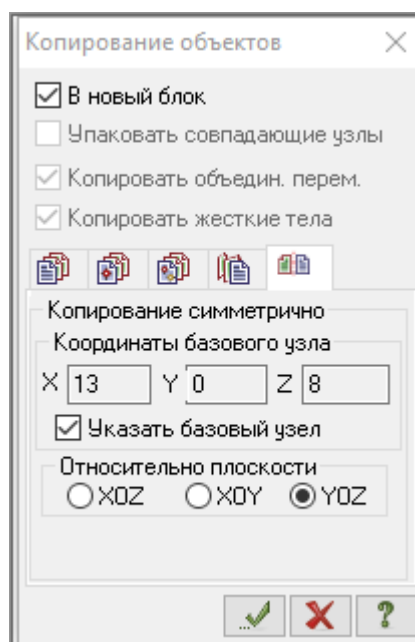 Копирование объектов
В новый блок
Упаковать совпадающие узлы
Копировать объедин. перем.
Копировать жесткие тела
Копирование симметрично
Координаты базового узла
X 13 Y 0 Z 8
Указать базовый узел
Относительно плоскости
XOZ XOY YOZ
?